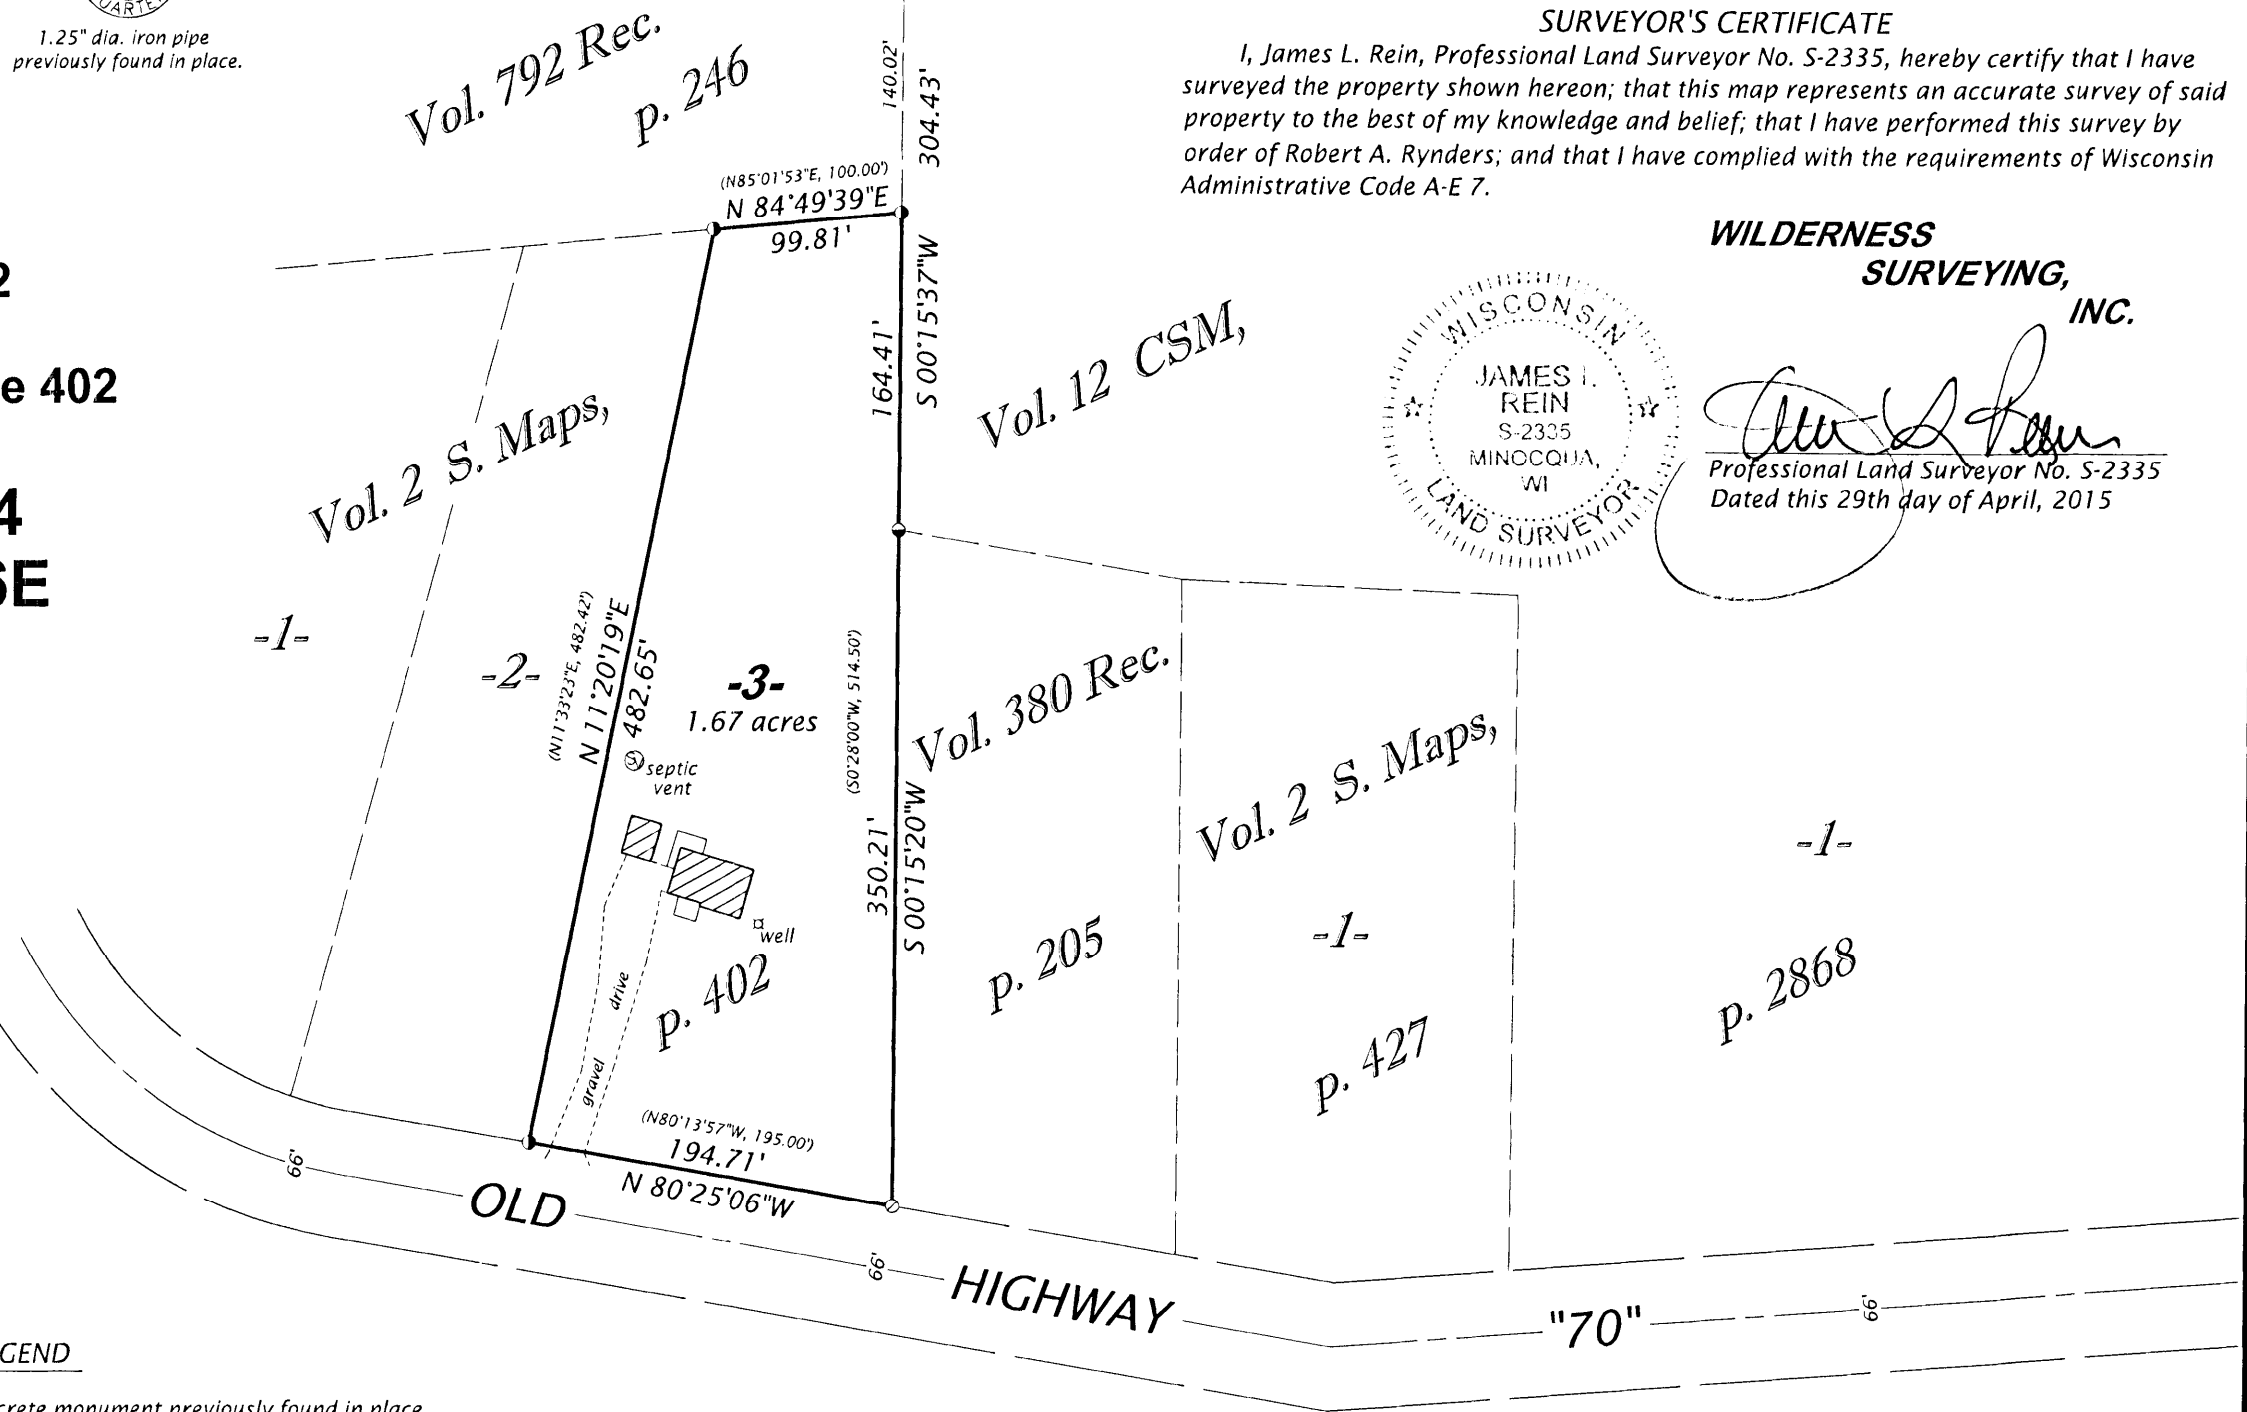 1.25" dia. iron pipe
previously found in place.
SURVEYOR'S CERTIFICATE
I, James L. Rein, Professional Land Surveyor No. S-2335, hereby certify that I have
surveyed the property shown hereon; that this map represents an accurate survey of said
property to the best of my knowledge and belief; that I have performed this survey by
order of Robert A. Rynders; and that I have complied with the requirements of Wisconsin
Administrative Code A-E 7.
WILDERNESS
SURVEYING,
INC.
WISCONSIN
JAMES L.
REIN
S-2335
MINOCQUA,
WI
LAND SURVEYOR
Professional Land Surveyor No. S-2335
Dated this 29th day of April, 2015
Vol. 792 Rec.
p. 246
140.02'
304.43'
(N85°01'53"E, 100.00')
N 84°49'39"E
99.81'
164.41'
S 00°15'37"W
2
e 402
4
6E
Vol. 2 S. Maps,
Vol. 12 CSM,
-1-
-2-
(N11°33'23"E, 482.42')
N 11°20'19"E
482.65'
-3-
1.67 acres
(S0°28'00"W, 514.50')
350.21'
S 00°15'20"W
septic
vent
well
gravel drive
p. 402
Vol. 380 Rec.
p. 205
Vol. 2 S. Maps,
-1-
p. 427
-1-
p. 2868
(N80°13'57"W, 195.00')
194.71'
N 80°25'06"W
66'
OLD
66'
HIGHWAY
"70"
66'
GEND
crete monument previously found in place